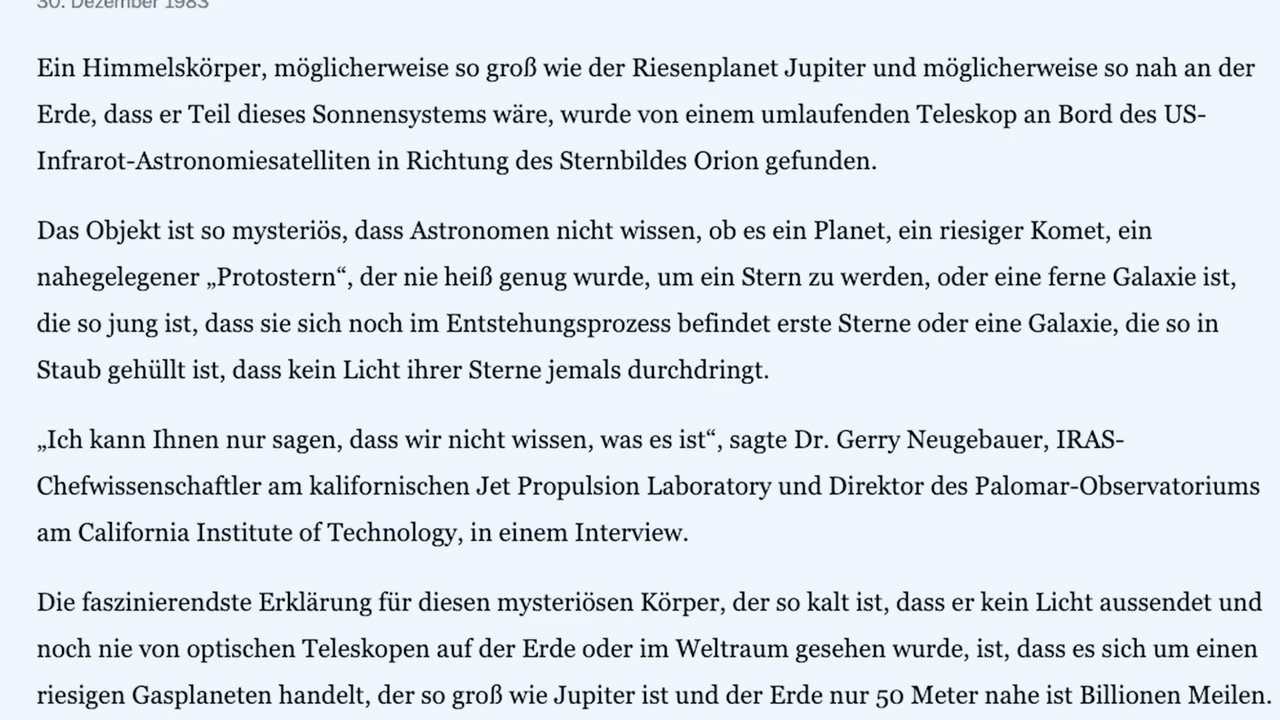 30. Dezember 1983
Ein Himmelskörper, möglicherweise so groß wie der Riesenplanet Jupiter und möglicherweise so nah an der
Erde, dass er Teil dieses Sonnensystems wäre, wurde von einem umlaufenden Teleskop an Bord des US-
Infrarot-Astronomiesatelliten in Richtung des Sternbildes Orion gefunden.
Das Objekt ist so mysteriös, dass Astronomen nicht wissen, ob es ein Planet, ein riesiger Komet, ein
nahegelegener „Protostern“, der nie heiß genug wurde, um ein Stern zu werden, oder eine ferne Galaxie ist,
die so jung ist, dass sie sich noch im Entstehungsprozess befindet erste Sterne oder eine Galaxie, die so in
Staub gehüllt ist, dass kein Licht ihrer Sterne jemals durchdringt.
„Ich kann Ihnen nur sagen, dass wir nicht wissen, was es ist“, sagte Dr. Gerry Neugebauer, IRAS-
Chefwissenschaftler am kalifornischen Jet Propulsion Laboratory und Direktor des Palomar-Observatoriums
am California Institute of Technology, in einem Interview.
Die faszinierendste Erklärung für diesen mysteriösen Körper, der so kalt ist, dass er kein Licht aussendet und
noch nie von optischen Teleskopen auf der Erde oder im Weltraum gesehen wurde, ist, dass es sich um einen
riesigen Gasplaneten handelt, der so groß wie Jupiter ist und der Erde nur 50 Meter nahe ist Billionen Meilen.